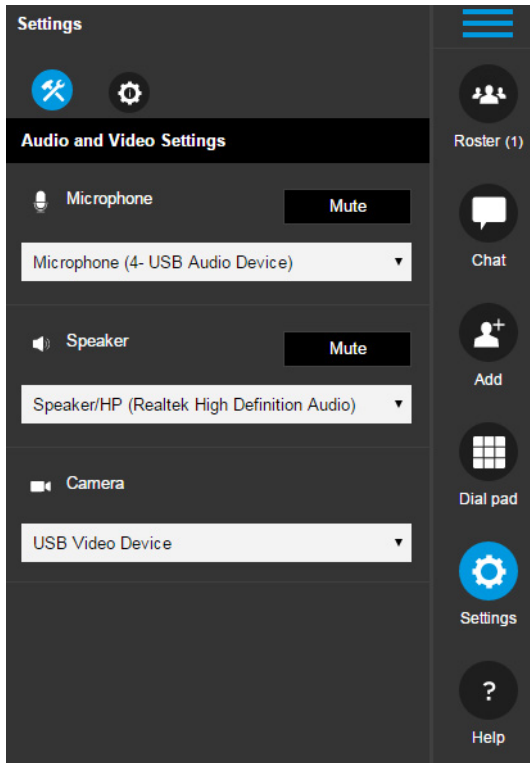 Settings
Audio and Video Settings
Microphone
Mute
Microphone (4- USB Audio Device)
Speaker
Mute
Speaker/HP (Realtek High Definition Audio)
Camera
USB Video Device
Roster (1)
Chat
Add
Dial pad
Settings
?
Help